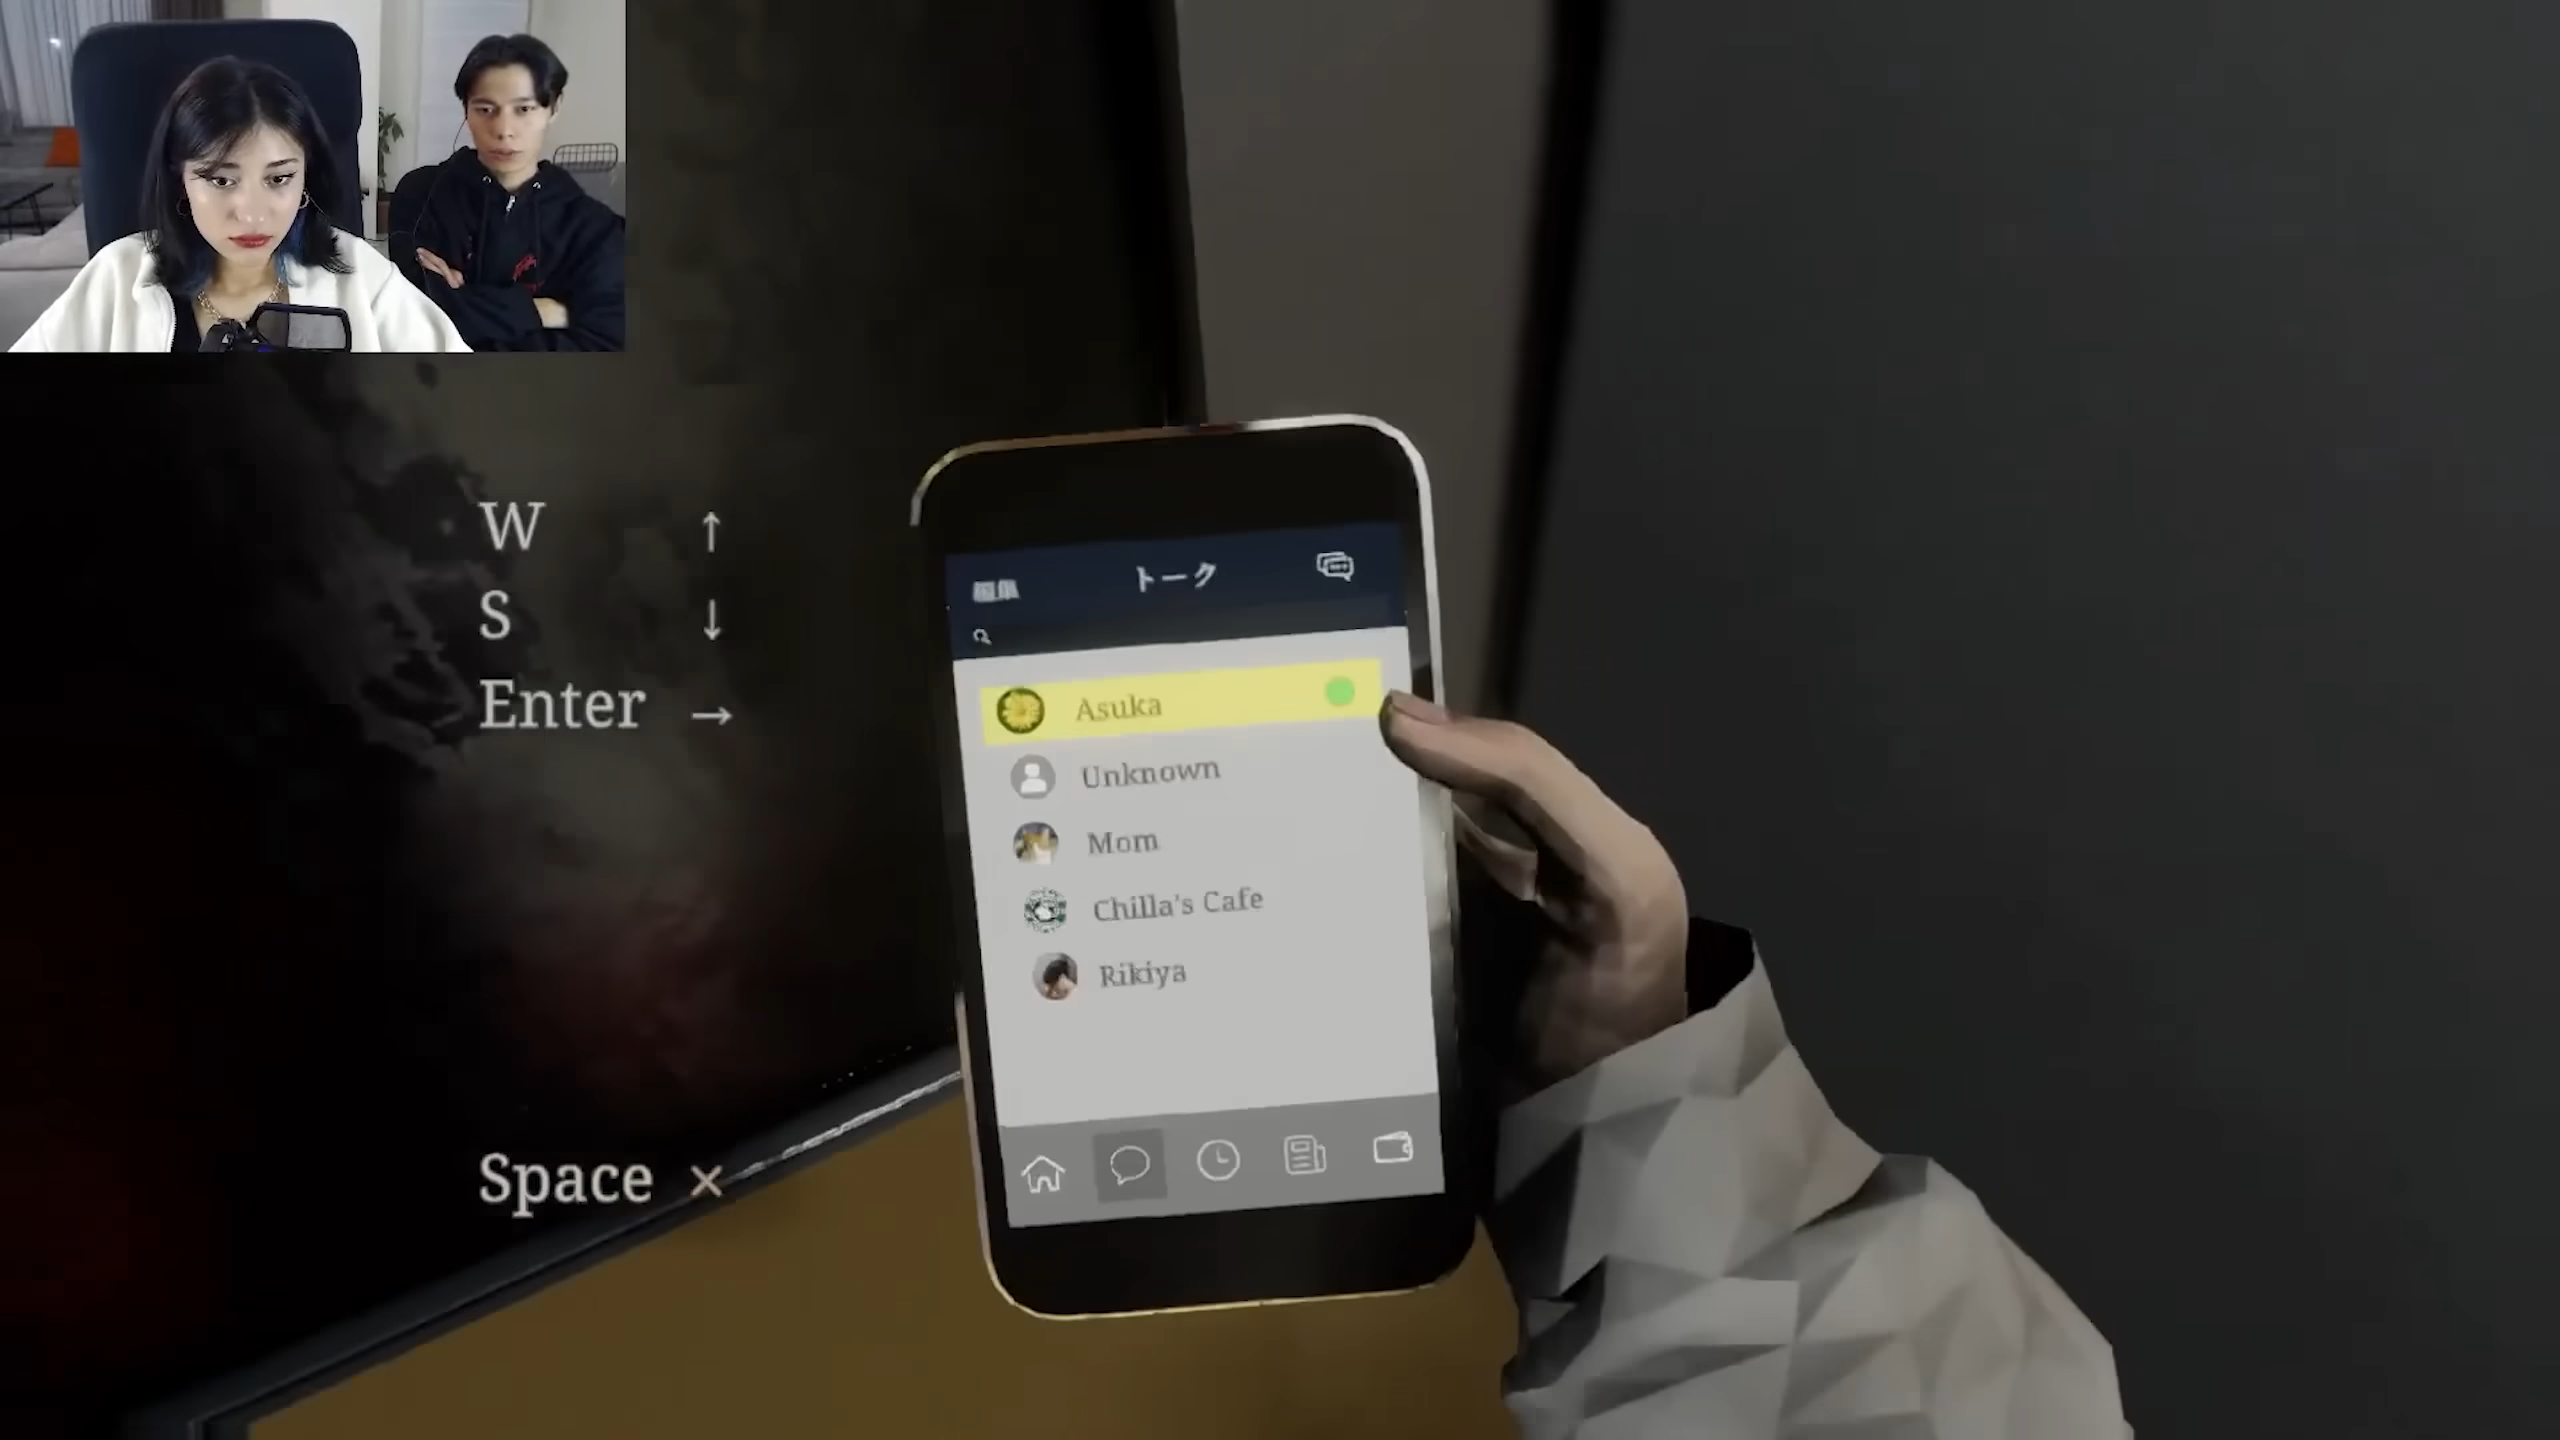 W ↑
S ↓
Enter →
Space ×
トーク
Asuka
Unknown
Mom
Chilla's Cafe
Rikiya